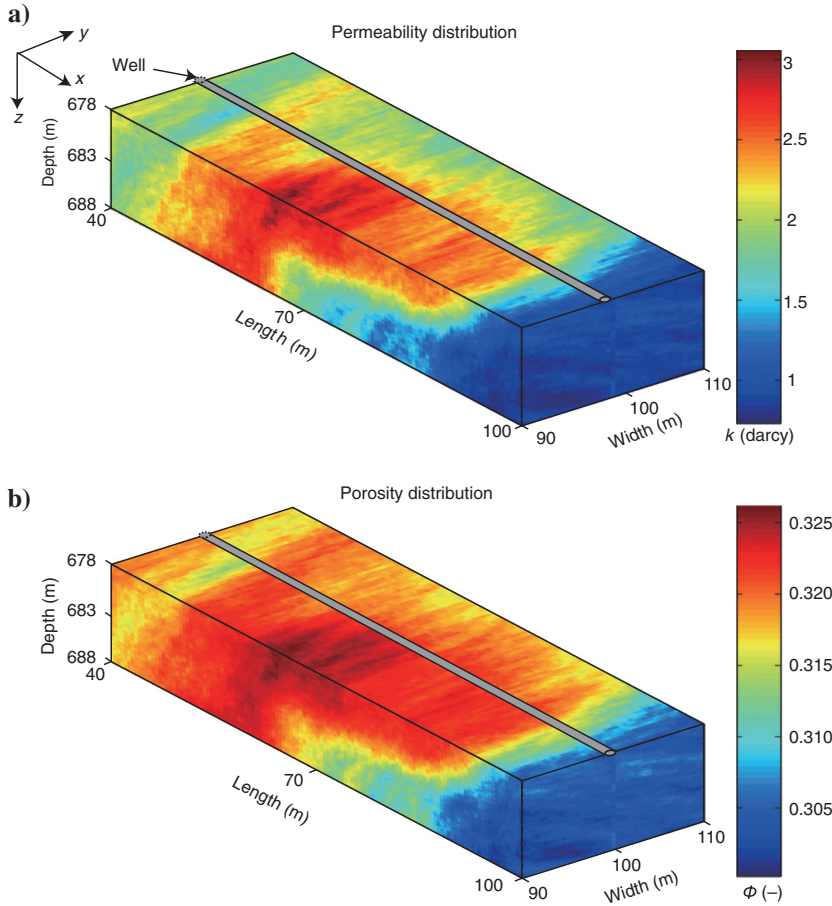 a)
Permeability distribution
y
x
z
Well
678
683
688
40
Depth (m)
Length (m)
70
100
90
100
110
Width (m)
3
2.5
2
1.5
1
k (darcy)
b)
Porosity distribution
678
683
688
40
Depth (m)
Length (m)
70
100
90
100
110
Width (m)
0.325
0.320
0.315
0.310
0.305
Φ (–)